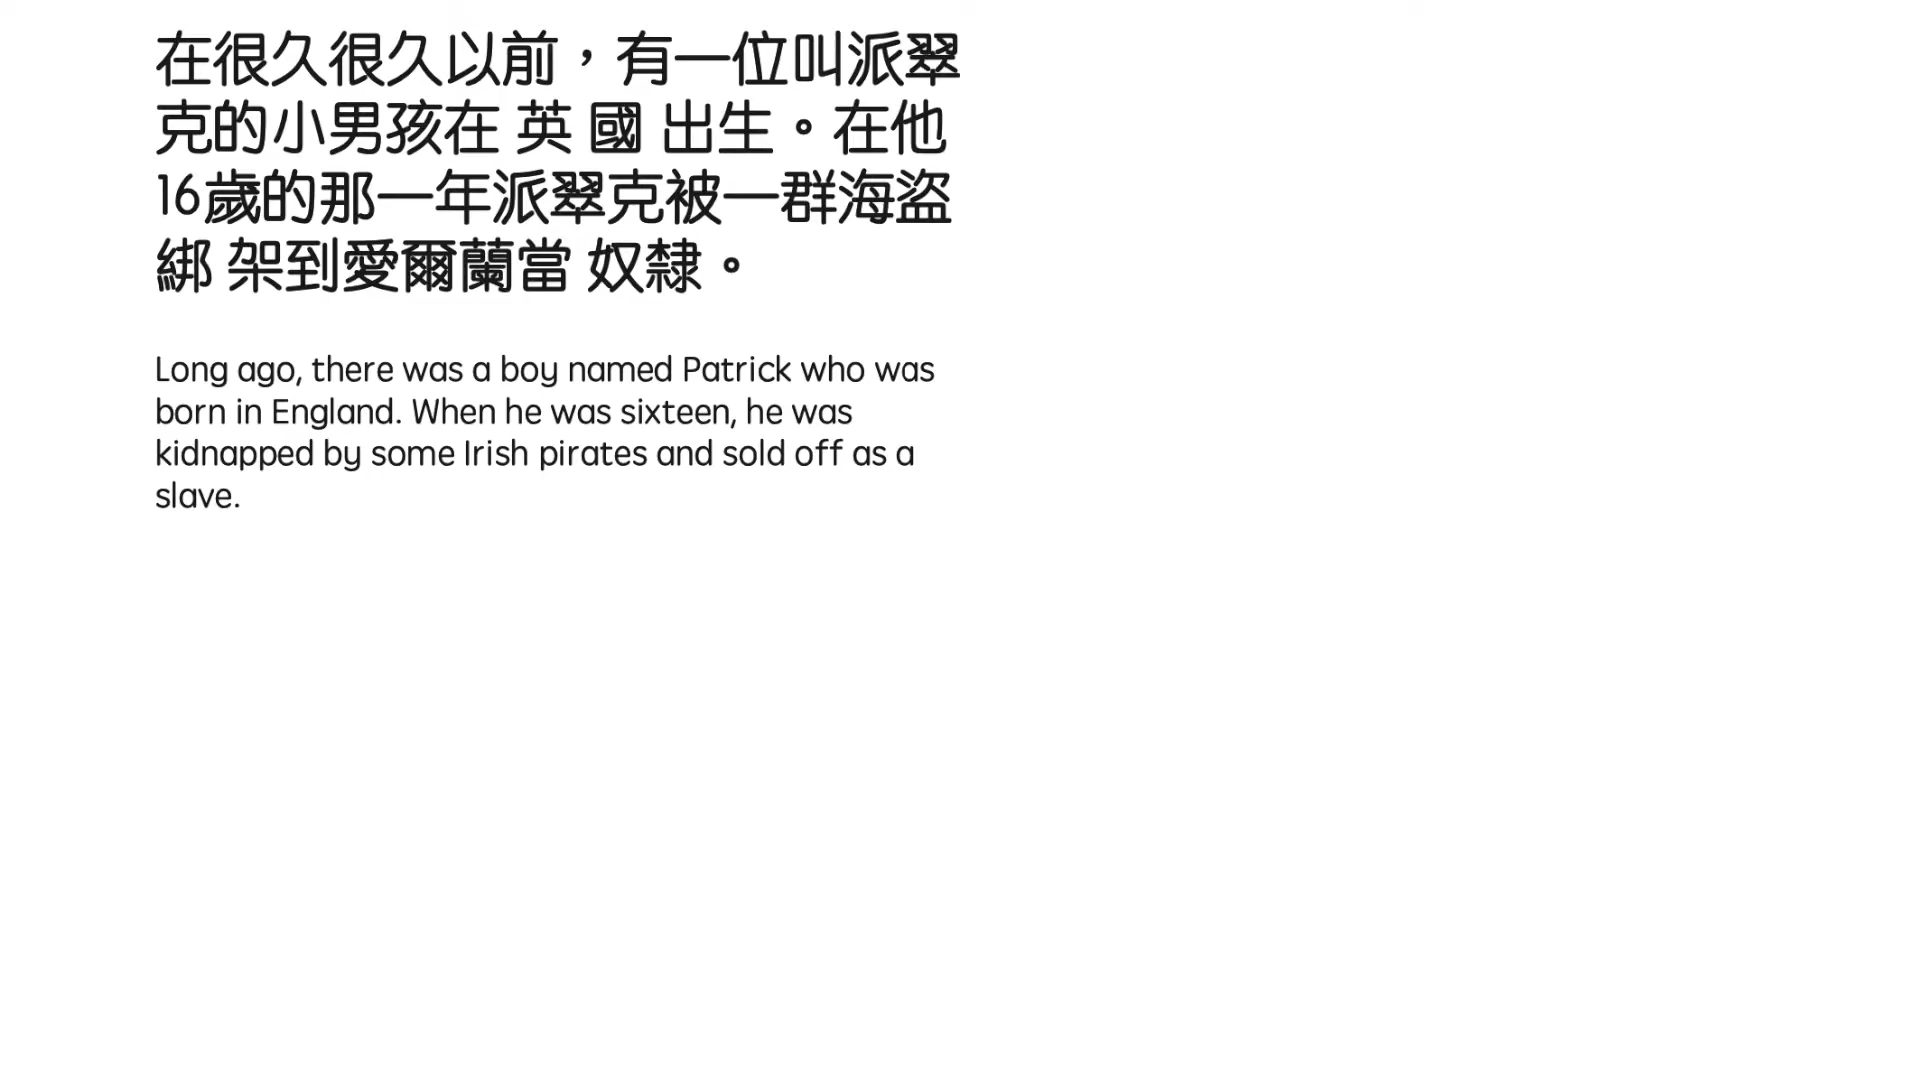 在很久很久以前，有一位叫派翠
克的小男孩在 英 國 出生。在他
16歲的那一年派翠克被一群海盜
綁 架到愛爾蘭當 奴隸。
Long ago, there was a boy named Patrick who was
born in England. When he was sixteen, he was
kidnapped by some Irish pirates and sold off as a
slave.